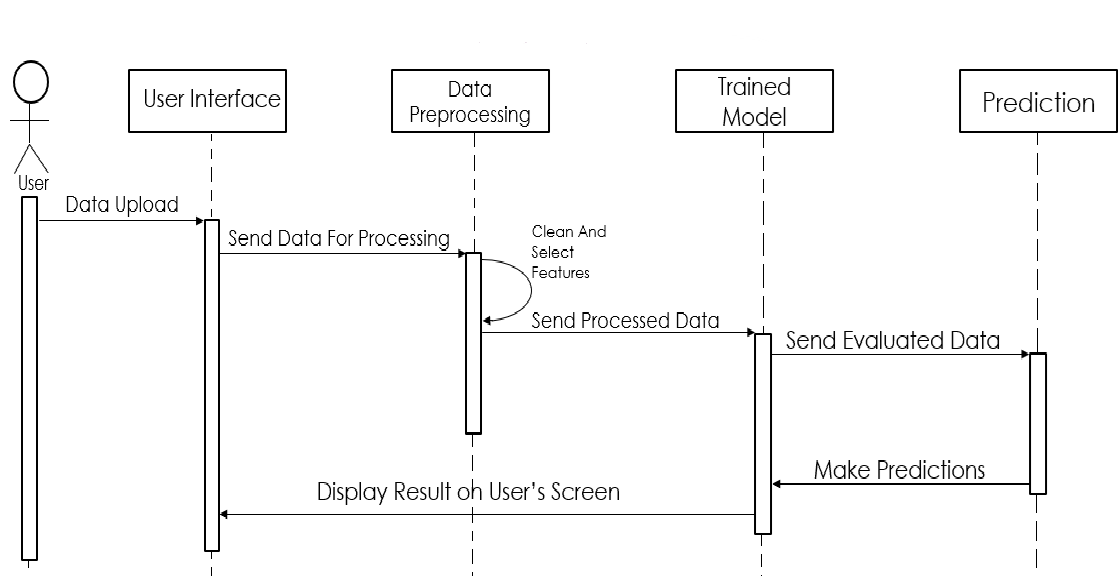 User Interface
Data
Preprocessing
Trained
Model
Prediction
User
Data Upload
Send Data For Processing
Clean And
Select
Features
Send Processed Data
Send Evaluated Data
Make Predictions
Display Result on User's Screen